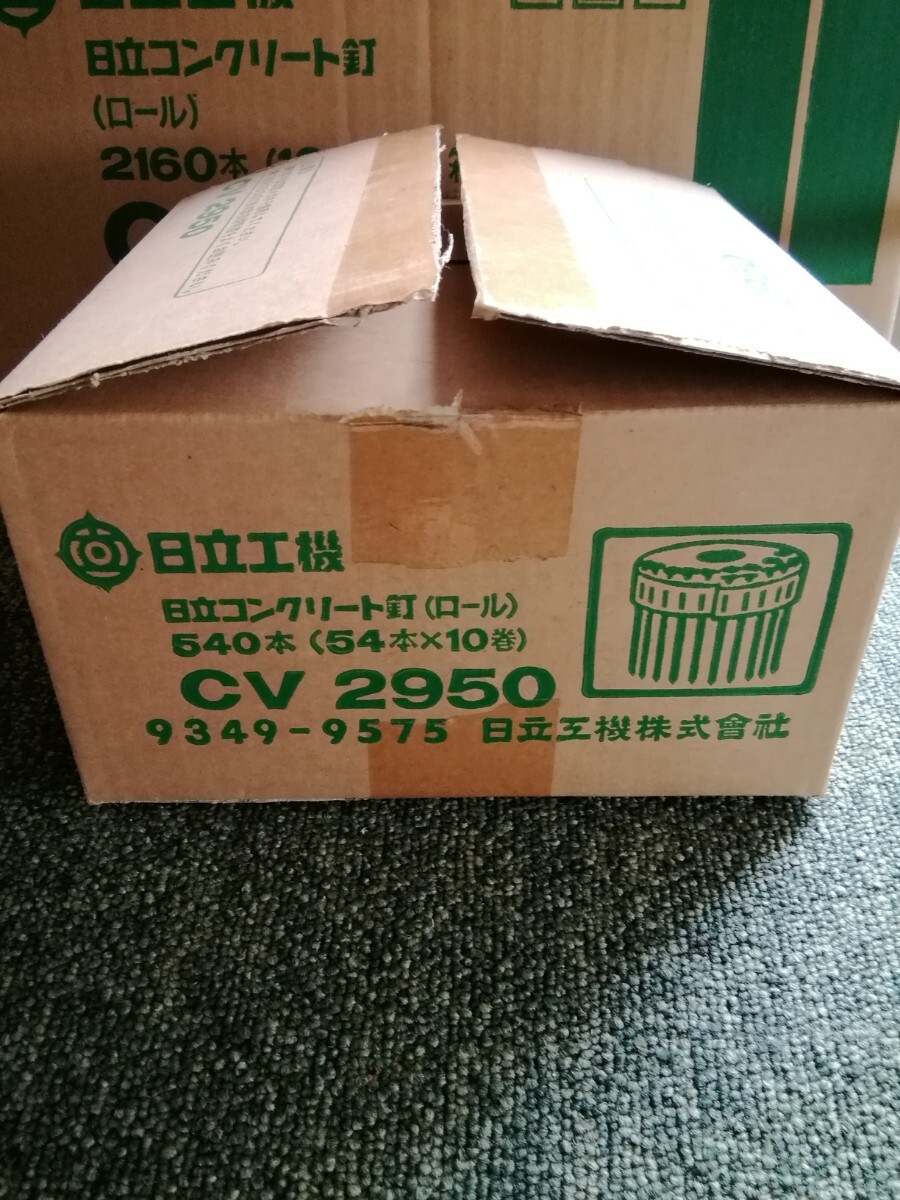 日立コンクリート釘
(ロール)
2160本
CV2950
日立工機
日立コンクリート釘(ロール)
540本(54本×10巻)
CV 2950
9349-9575 日立工機株式會社